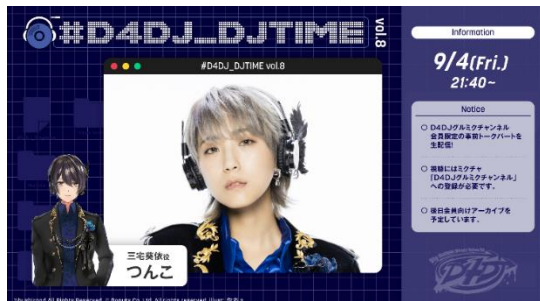 #D4DJ_DJTIME vol.8
#D4DJ_DJTIME vol.8
三宅葵依役
つんこ
Information
9/4(Fri.)
21:40~
Notice
D4DJグルミクチャンネル
会員限定の事前トークパートを
生配信!
視聴にはミクチャ
「D4DJグルミクチャンネル」
への登録が必要です。
後日会員向けアーカイブを
予定しています。
D4DJ